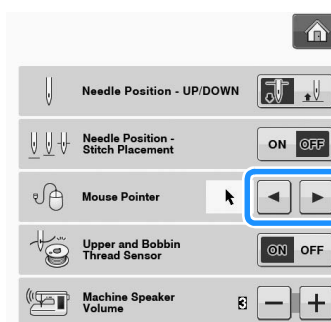 Needle Position - UP/DOWN
Needle Position -
Stitch Placement
ON OFF
Mouse Pointer
Upper and Bobbin
Thread Sensor
ON OFF
Machine Speaker
Volume